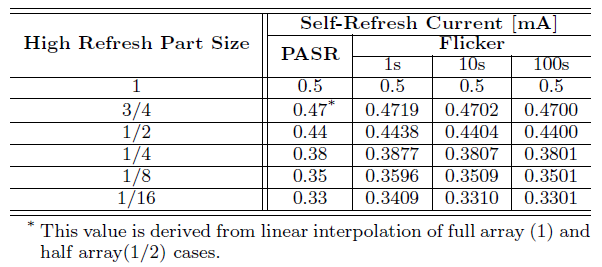 Self-Refresh Current [mA]
High Refresh Part Size PASR Flicker
1s 10s 100s
1 0.5 0.5 0.5 0.5
3/4 0.47* 0.4719 0.4702 0.4700
1/2 0.44 0.4438 0.4404 0.4400
1/4 0.38 0.3877 0.3807 0.3801
1/8 0.35 0.3596 0.3509 0.3501
1/16 0.33 0.3409 0.3310 0.3301
* This value is derived from linear interpolation of full array (1) and
half array(1/2) cases.